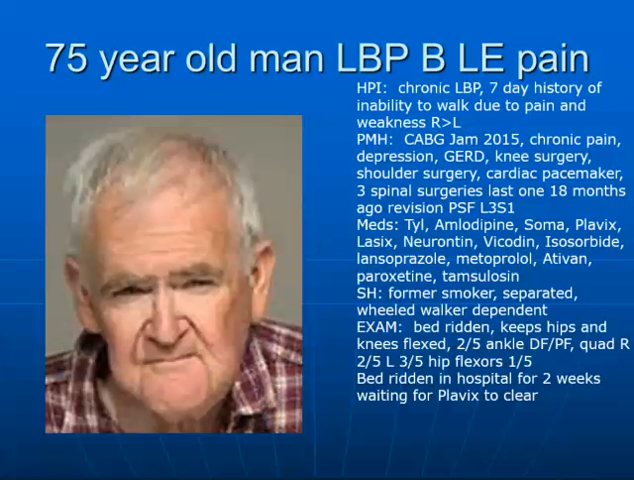 75 year old man LBP B LE pain
HPI:  chronic LBP, 7 day history of
inability to walk due to pain and
weakness R>L
PMH:  CABG Jam 2015, chronic pain,
depression, GERD, knee surgery,
shoulder surgery, cardiac pacemaker,
3 spinal surgeries last one 18 months
ago revision PSF L3S1
Meds: Tyl, Amlodipine, Soma, Plavix,
Lasix, Neurontin, Vicodin, Isosorbide,
lansoprazole, metoprolol, Ativan,
paroxetine, tamsulosin
SH: former smoker, separated,
wheeled walker dependent
EXAM:  bed ridden, keeps hips and
knees flexed, 2/5 ankle DF/PF, quad R
2/5 L 3/5 hip flexors 1/5
Bed ridden in hospital for 2 weeks
waiting for Plavix to clear